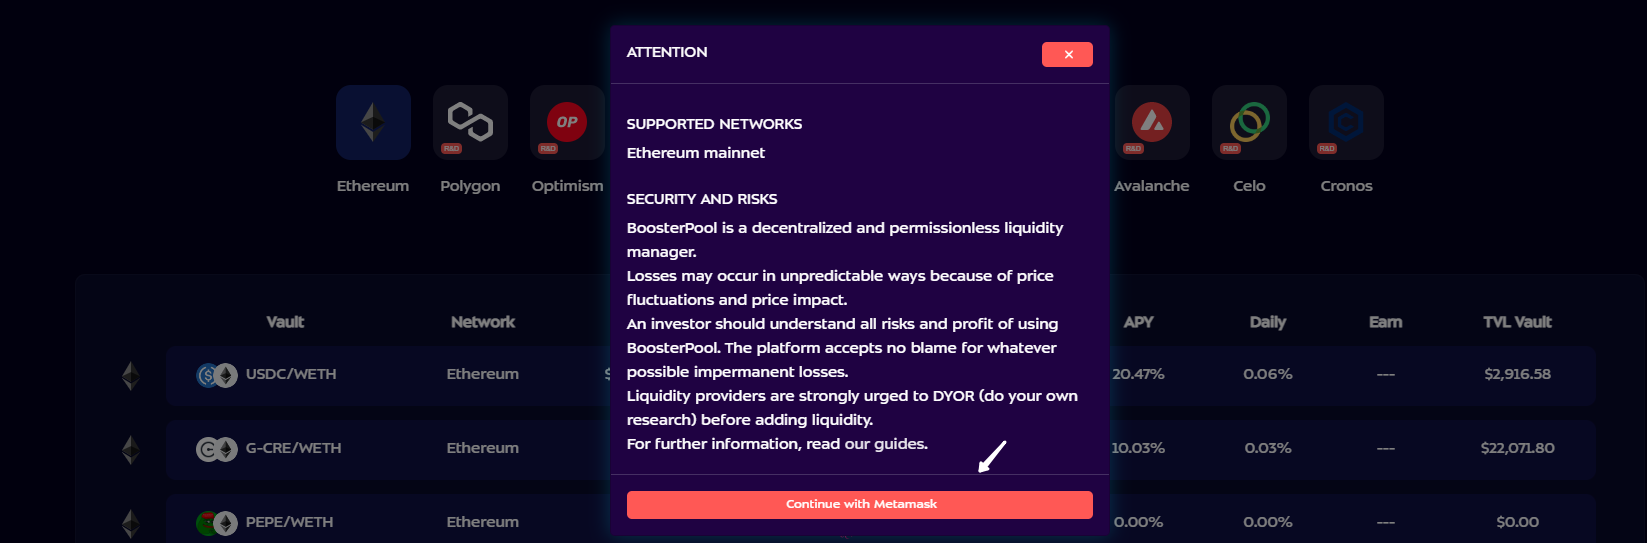 ATTENTION
×
SUPPORTED NETWORKS
Ethereum mainnet
SECURITY AND RISKS
BoosterPool is a decentralized and permissionless liquidity
manager.
Losses may occur in unpredictable ways because of price
fluctuations and price impact.
An investor should understand all risks and profit of using
BoosterPool. The platform accepts no blame for whatever
possible impermanent losses.
Liquidity providers are strongly urged to DYOR (do your own
research) before adding liquidity.
For further information, read our guides.
Continue with Metamask
OP
R&D R&D R&D R&D R&D
Ethereum Polygon Optimism Avalanche Celo Cronos
Vault Network APY Daily Earn TVL Vault
USDC/WETH Ethereum $ 20.47% 0.06% --- $2,916.58
G-CRE/WETH Ethereum 10.03% 0.03% --- $22,071.80
PEPE/WETH Ethereum 0.00% 0.00% --- $0.00